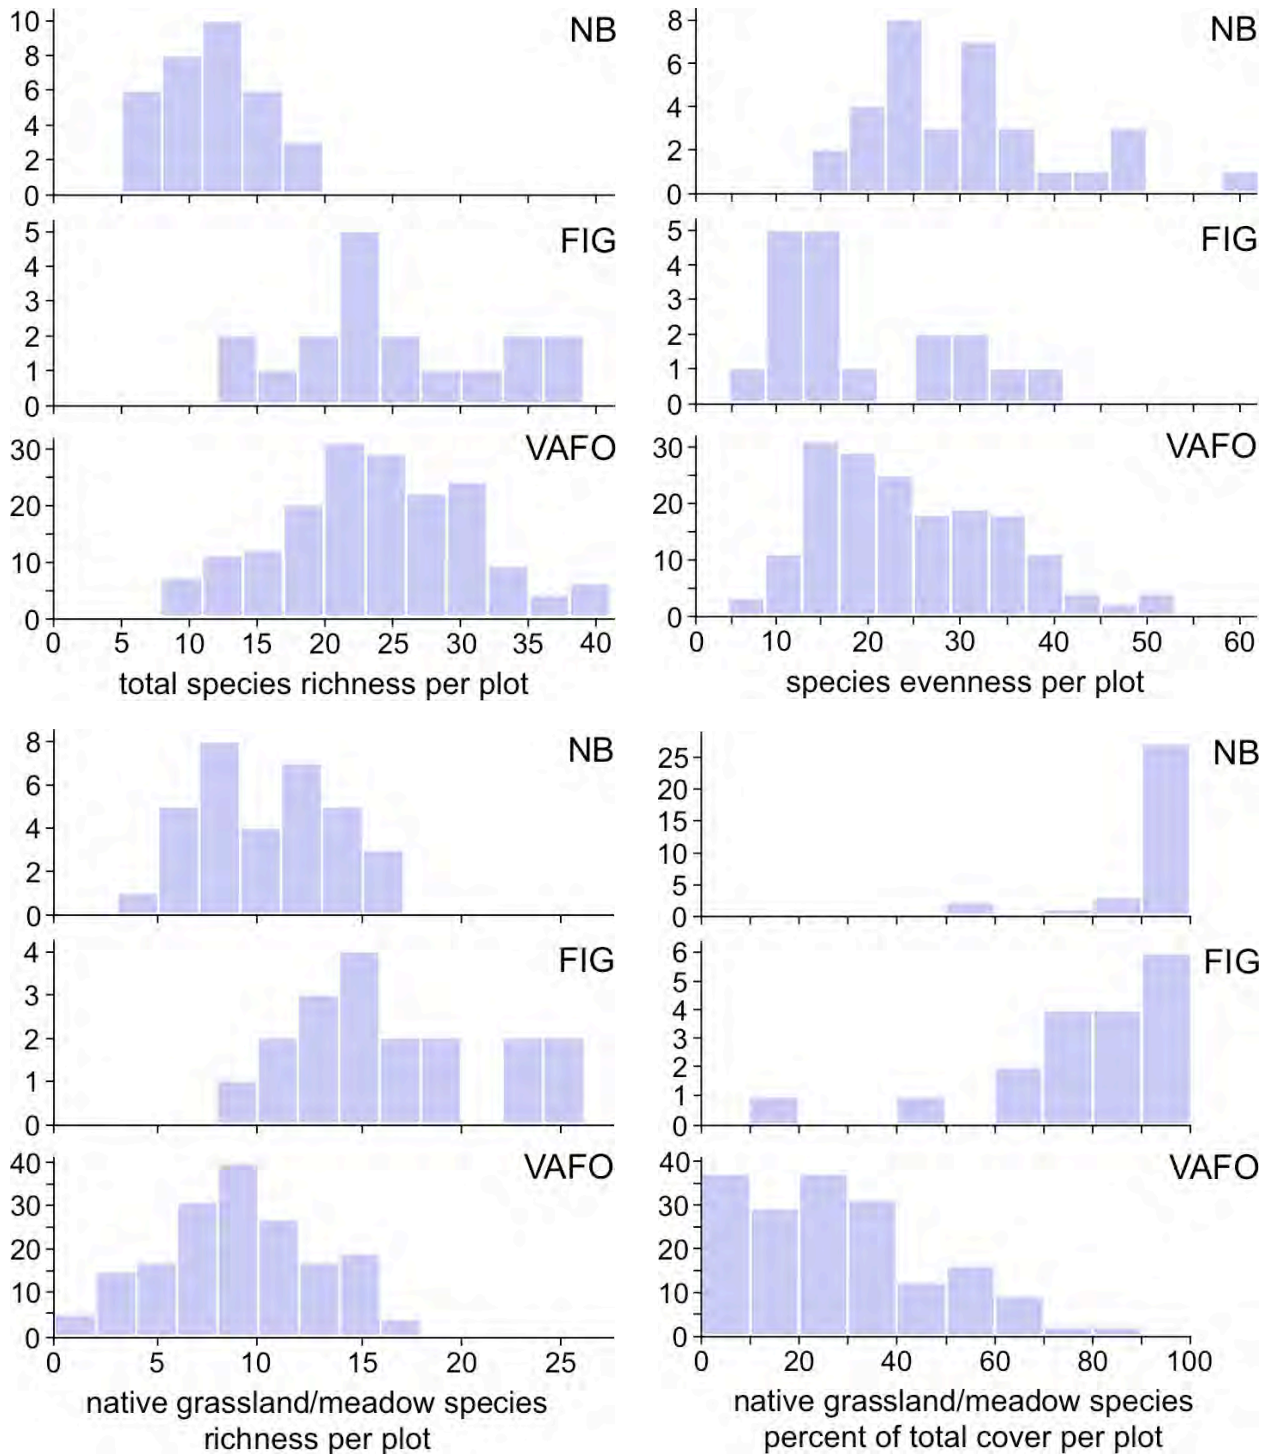 10
8
6
4
2
0
NB
5
4
3
2
1
0
FIG
30
20
10
0
VAFO
0 5 10 15 20 25 30 35 40
total species richness per plot
8
6
4
2
0
NB
5
4
3
2
1
0
FIG
30
20
10
0
VAFO
0 10 20 30 40 50 60
species evenness per plot
8
6
4
2
0
NB
4
3
2
1
0
FIG
40
30
20
10
0
VAFO
0 5 10 15 20 25
native grassland/meadow species
richness per plot
25
20
15
10
5
0
NB
6
5
4
3
2
1
0
FIG
40
30
20
10
0
VAFO
0 20 40 60 80 100
native grassland/meadow species
percent of total cover per plot